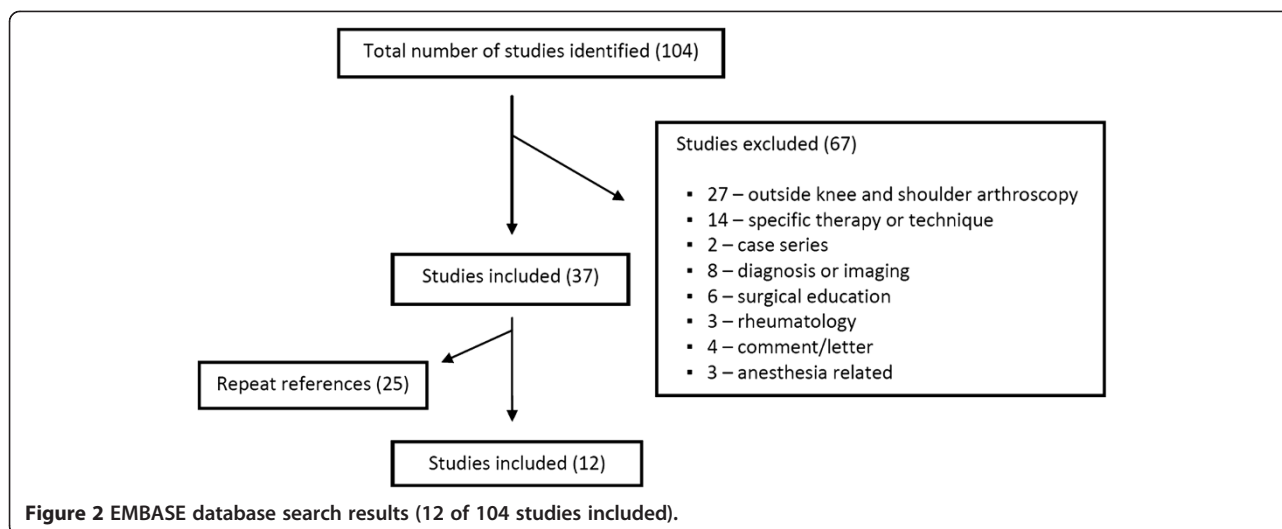 Total number of studies identified (104)
Studies excluded (67)
▪ 27 – outside knee and shoulder arthroscopy
▪ 14 – specific therapy or technique
▪ 2 – case series
▪ 8 – diagnosis or imaging
▪ 6 – surgical education
▪ 3 – rheumatology
▪ 4 – comment/letter
▪ 3 – anesthesia related
Studies included (37)
Repeat references (25)
Studies included (12)
Figure 2 EMBASE database search results (12 of 104 studies included).